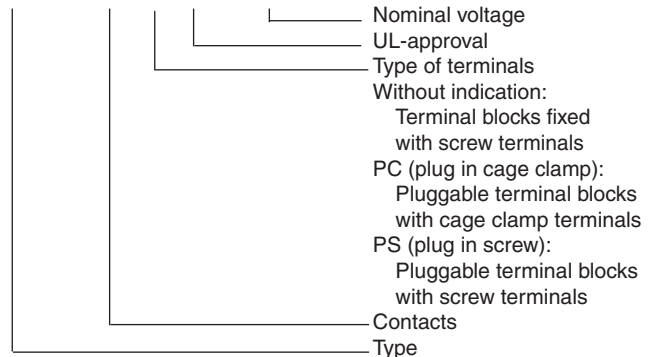 Nominal voltage
UL-approval
Type of terminals
Without indication:
Terminal blocks fixed
with screw terminals
PC (plug in cage clamp):
Pluggable terminal blocks
with cage clamp terminals
PS (plug in screw):
Pluggable terminal blocks
with screw terminals
Contacts
Type